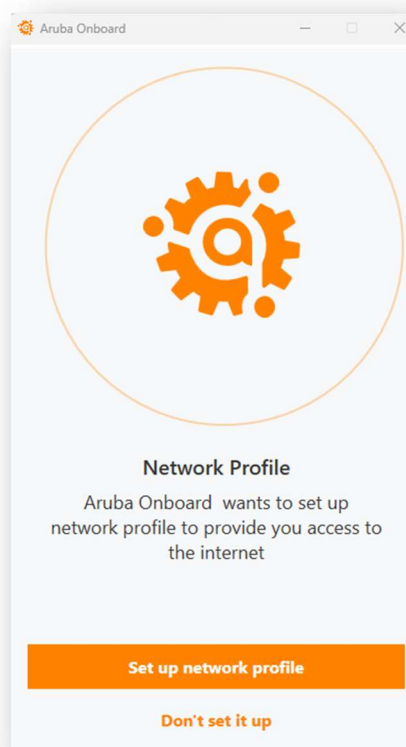 Aruba Onboard
Network Profile
Aruba Onboard wants to set up
network profile to provide you access to
the internet
Set up network profile
Don't set it up